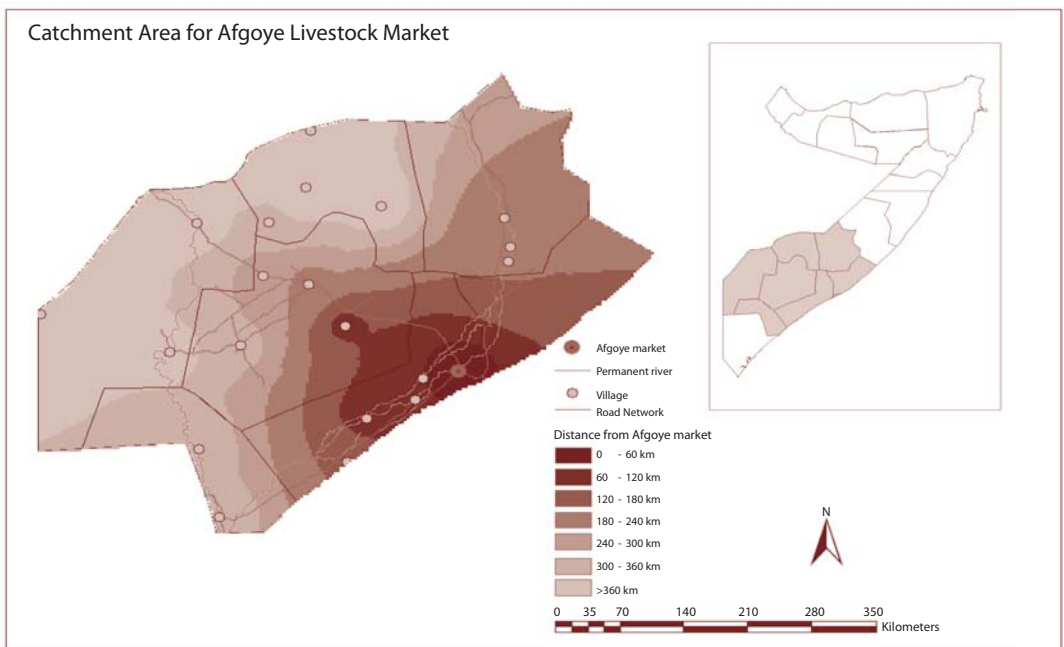 Catchment Area for Afgoye Livestock Market
Afgoye market
Permanent river
Village
Road Network
Distance from Afgoye market
0 - 60 km
60 - 120 km
120 - 180 km
180 - 240 km
240 - 300 km
300 - 360 km
>360 km
N
0 35 70 140 210 280 350
Kilometers